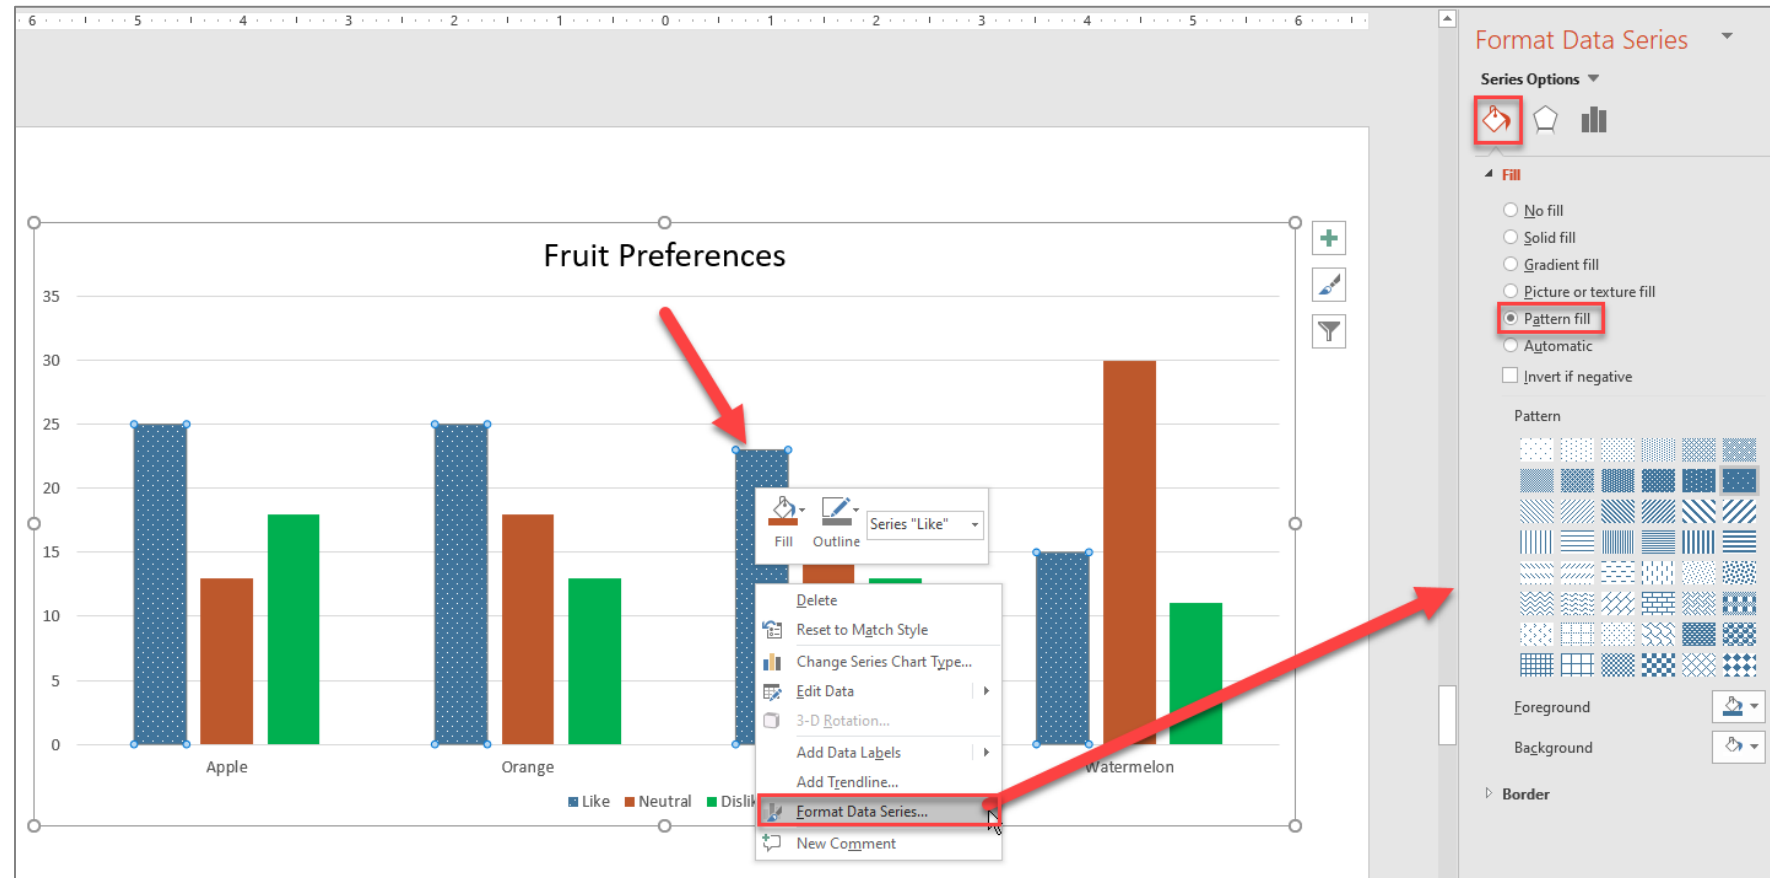 6 5 4 3 2 1 0 1 2 3 4 5 6
Format Data Series
Series Options
Fill
No fill
Solid fill
Gradient fill
Picture or texture fill
Pattern fill
Automatic
Invert if negative
Pattern
Foreground
Background
Border
Fruit Preferences
35
30
25
20
15
10
5
0
Apple
Orange
Watermelon
Like Neutral Dislik
Fill Outline Series "Like"
Delete
Reset to Match Style
Change Series Chart Type...
Edit Data
3-D Rotation...
Add Data Labels
Add Trendline...
Format Data Series...
New Comment